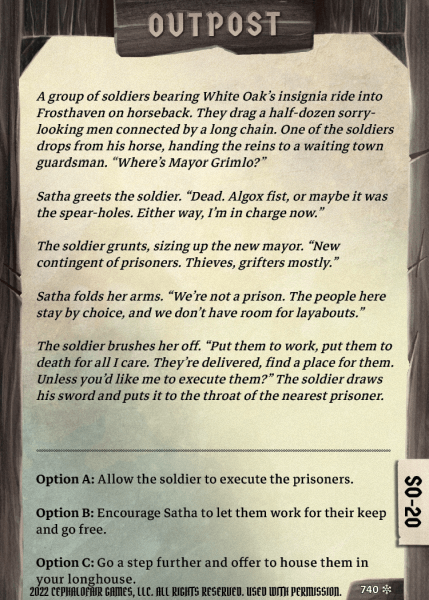 OUTPOST
A group of soldiers bearing White Oak's insignia ride into
Frosthaven on horseback. They drag a half-dozen sorry-
looking men connected by a long chain. One of the soldiers
drops from his horse, handing the reins to a waiting town
guardsman. "Where's Mayor Grimlo?"
Satha greets the soldier. "Dead. Algox fist, or maybe it was
the spear-holes. Either way, I'm in charge now."
The soldier grunts, sizing up the new mayor. "New
contingent of prisoners. Thieves, grifters mostly."
Satha folds her arms. "We're not a prison. The people here
stay by choice, and we don't have room for layabouts."
The soldier brushes her off. "Put them to work, put them to
death for all I care. They're delivered, find a place for them.
Unless you'd like me to execute them?" The soldier draws
his sword and puts it to the throat of the nearest prisoner.
Option A: Allow the soldier to execute the prisoners.
Option B: Encourage Satha to let them work for their keep
and go free.
Option C: Go a step further and offer to house them in
your longhouse.
SO-20
2022 CEPHALOFAIR GAMES, LLC. ALL RIGHTS RESERVED. USED WITH PERMISSION.
740